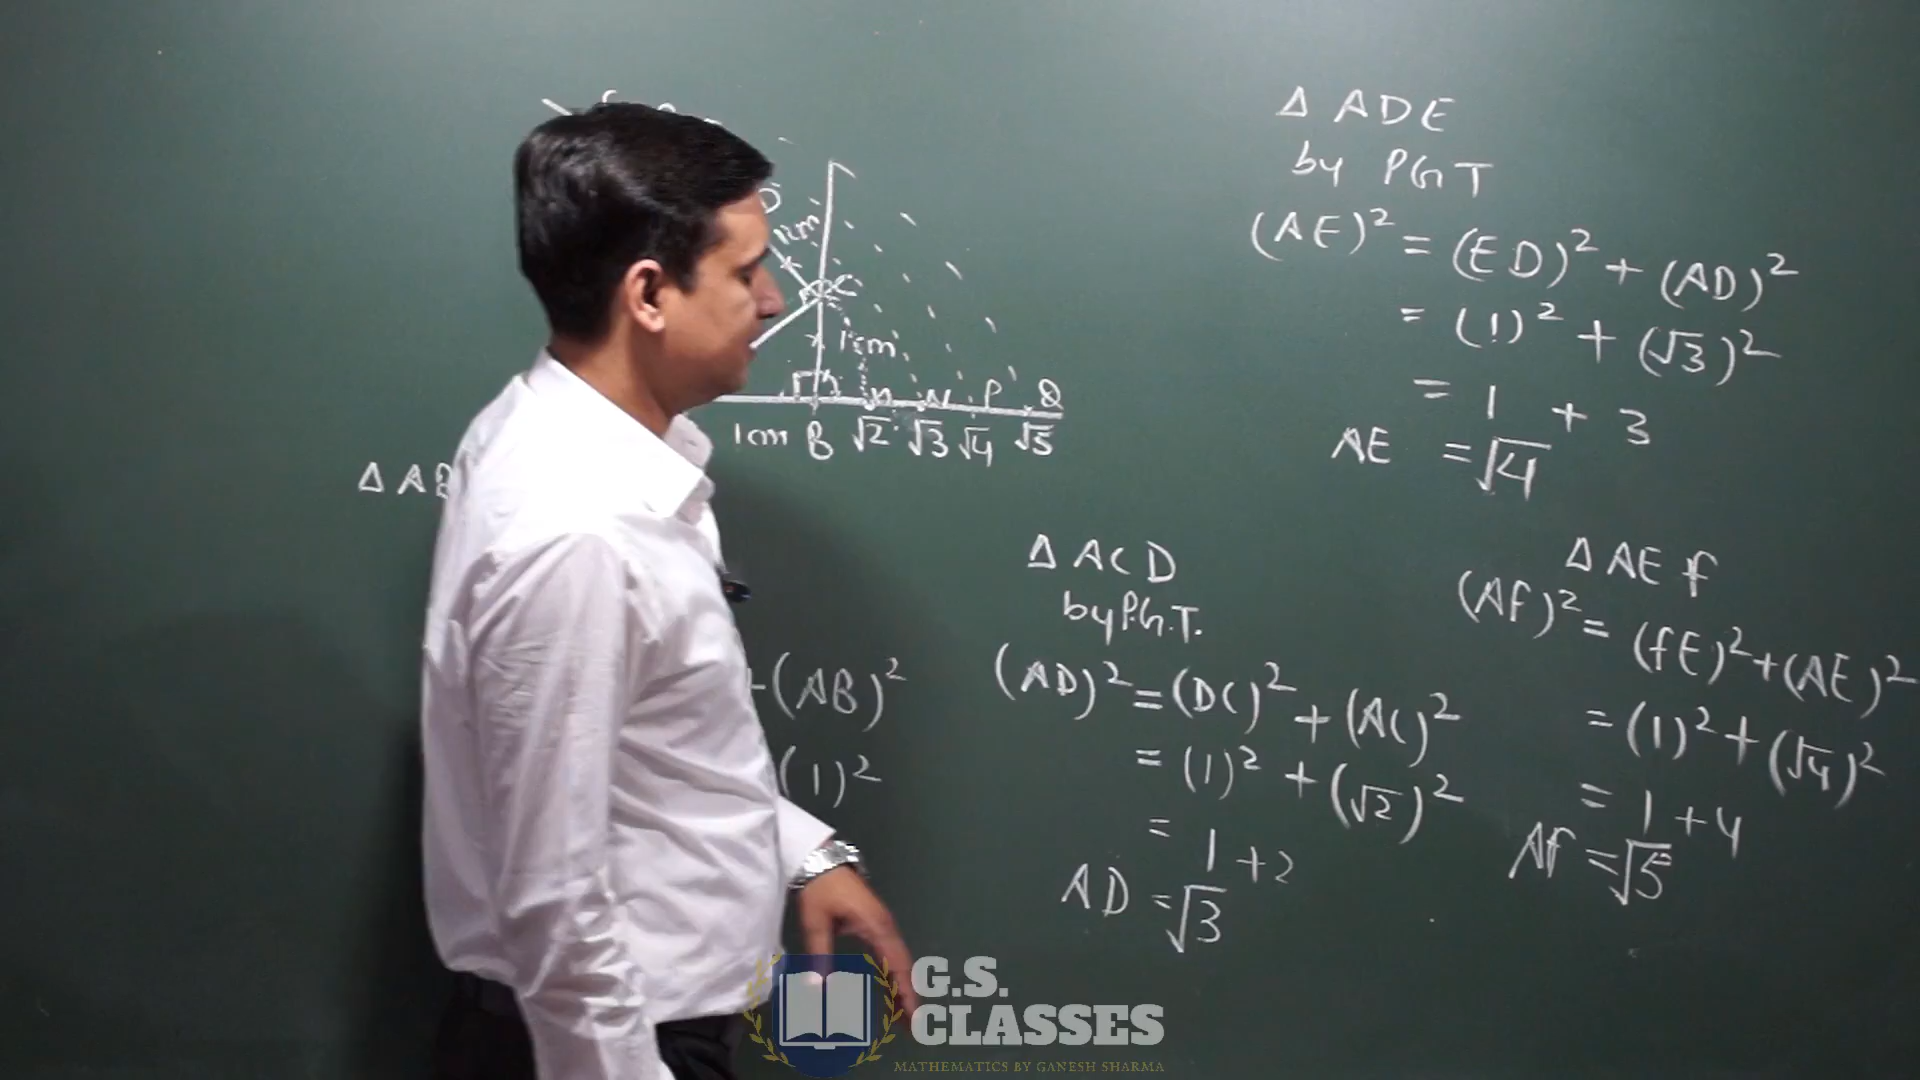 D
1cm
C
1cm
N P Q
1cm B √2 √3 √4 √5
Δ AB
+(AB)²
(1)²
Δ ACD
by P.G.T.
(AD)² = (DC)² + (AC)²
= (1)² + (√2)²
= 1 + 2
AD = √3
Δ ADE
by PGT
(AE)² = (ED)² + (AD)²
= (1)² + (√3)²
= 1 + 3
AE = √4
Δ AEf
(Af)² = (fE)² + (AE)²
= (1)² + (√4)²
= 1 + 4
Af = √5
G.S.
CLASSES
MATHEMATICS BY GANESH SHARMA